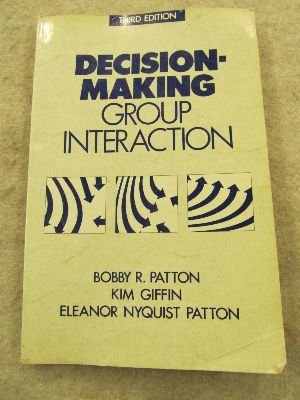 THIRD EDITION
DECISION-
MAKING
GROUP
INTERACTION
BOBBY R. PATTON
KIM GIFFIN
ELEANOR NYQUIST PATTON